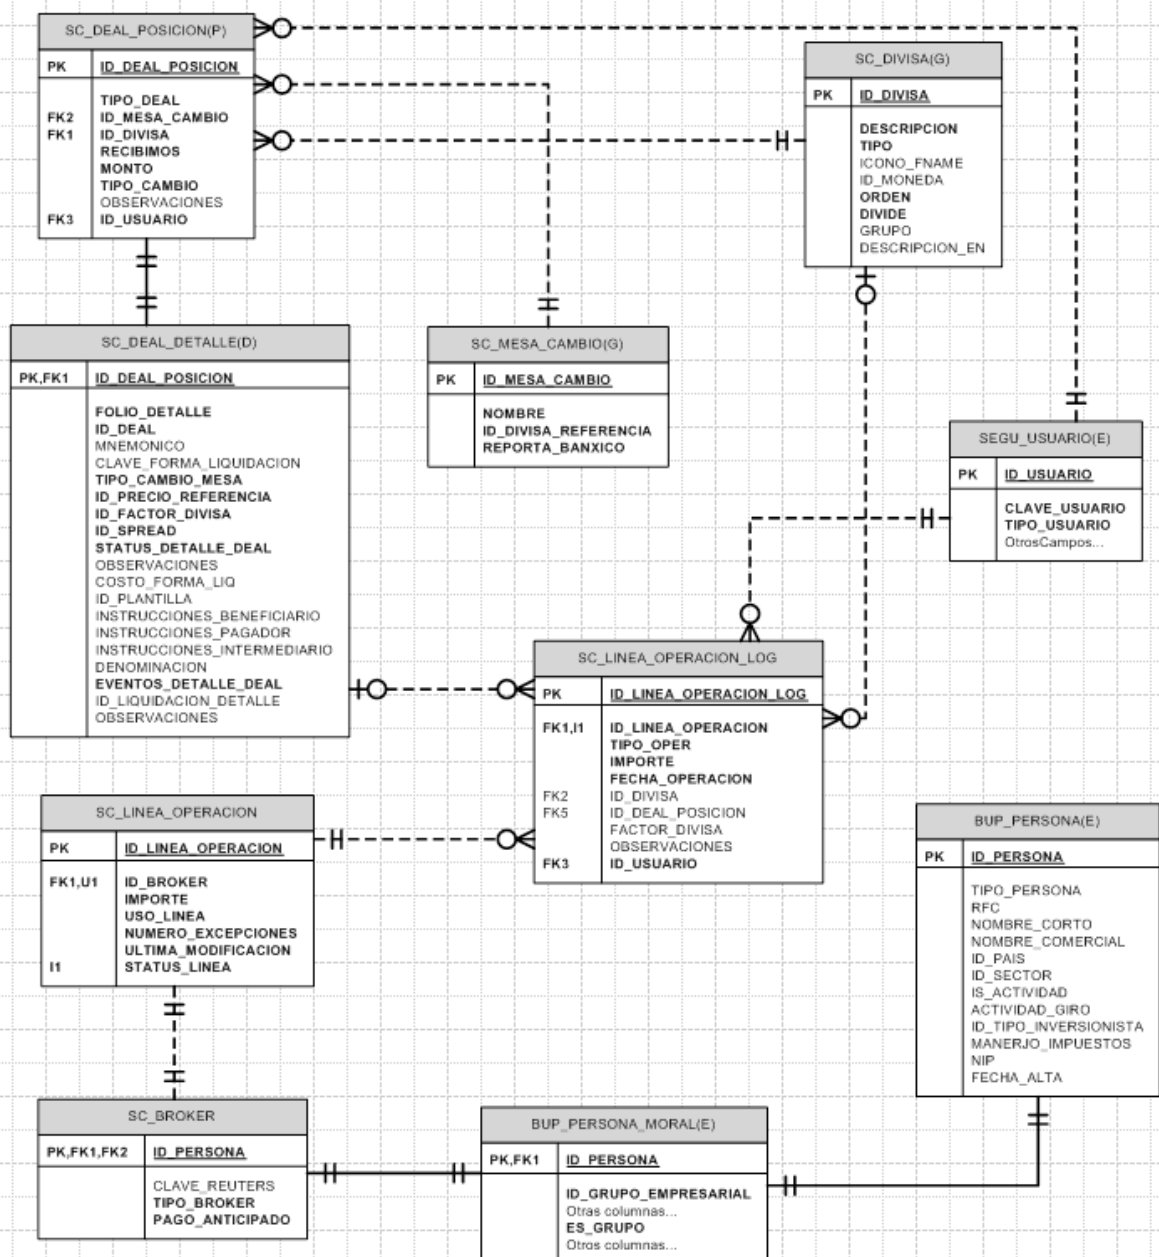 SC_DEAL_POSICION(P)
PK ID_DEAL_POSICION
TIPO_DEAL
FK2 ID_MESA_CAMBIO
FK1 ID_DIVISA
RECIBIMOS
MONTO
TIPO_CAMBIO
OBSERVACIONES
FK3 ID_USUARIO
SC_DIVISA(G)
PK ID_DIVISA
DESCRIPCION
TIPO
ICONO_FNAME
ID_MONEDA
ORDEN
DIVIDE
GRUPO
DESCRIPCION_EN
SC_DEAL_DETALLE(D)
PK,FK1 ID_DEAL_POSICION
FOLIO_DETALLE
ID_DEAL
MNEMONICO
CLAVE_FORMA_LIQUIDACION
TIPO_CAMBIO_MESA
ID_PRECIO_REFERENCIA
ID_FACTOR_DIVISA
ID_SPREAD
STATUS_DETALLE_DEAL
OBSERVACIONES
COSTO_FORMA_LIQ
ID_PLANTILLA
INSTRUCCIONES_BENEFICIARIO
INSTRUCCIONES_PAGADOR
INSTRUCCIONES_INTERMEDIARIO
DENOMINACION
EVENTOS_DETALLE_DEAL
ID_LIQUIDACION_DETALLE
OBSERVACIONES
SC_MESA_CAMBIO(G)
PK ID_MESA_CAMBIO
NOMBRE
ID_DIVISA_REFERENCIA
REPORTA_BANXICO
SEGU_USUARIO(E)
PK ID_USUARIO
CLAVE_USUARIO
TIPO_USUARIO
OtrosCampos...
SC_LINEA_OPERACION_LOG
PK ID_LINEA_OPERACION_LOG
FK1,I1 ID_LINEA_OPERACION
TIPO_OPER
IMPORTE
FECHA_OPERACION
FK2 ID_DIVISA
FK5 ID_DEAL_POSICION
FACTOR_DIVISA
OBSERVACIONES
FK3 ID_USUARIO
SC_LINEA_OPERACION
PK ID_LINEA_OPERACION
FK1,U1 ID_BROKER
IMPORTE
USO_LINEA
NUMERO_EXCEPCIONES
ULTIMA_MODIFICACION
I1 STATUS_LINEA
BUP_PERSONA(E)
PK ID_PERSONA
TIPO_PERSONA
RFC
NOMBRE_CORTO
NOMBRE_COMERCIAL
ID_PAIS
ID_SECTOR
IS_ACTIVIDAD
ACTIVIDAD_GIRO
ID_TIPO_INVERSIONISTA
MANERJO_IMPUESTOS
NIP
FECHA_ALTA
SC_BROKER
PK,FK1,FK2 ID_PERSONA
CLAVE_REUTERS
TIPO_BROKER
PAGO_ANTICIPADO
BUP_PERSONA_MORAL(E)
PK,FK1 ID_PERSONA
ID_GRUPO_EMPRESARIAL
Otras columnas...
ES_GRUPO
Otros columnas...